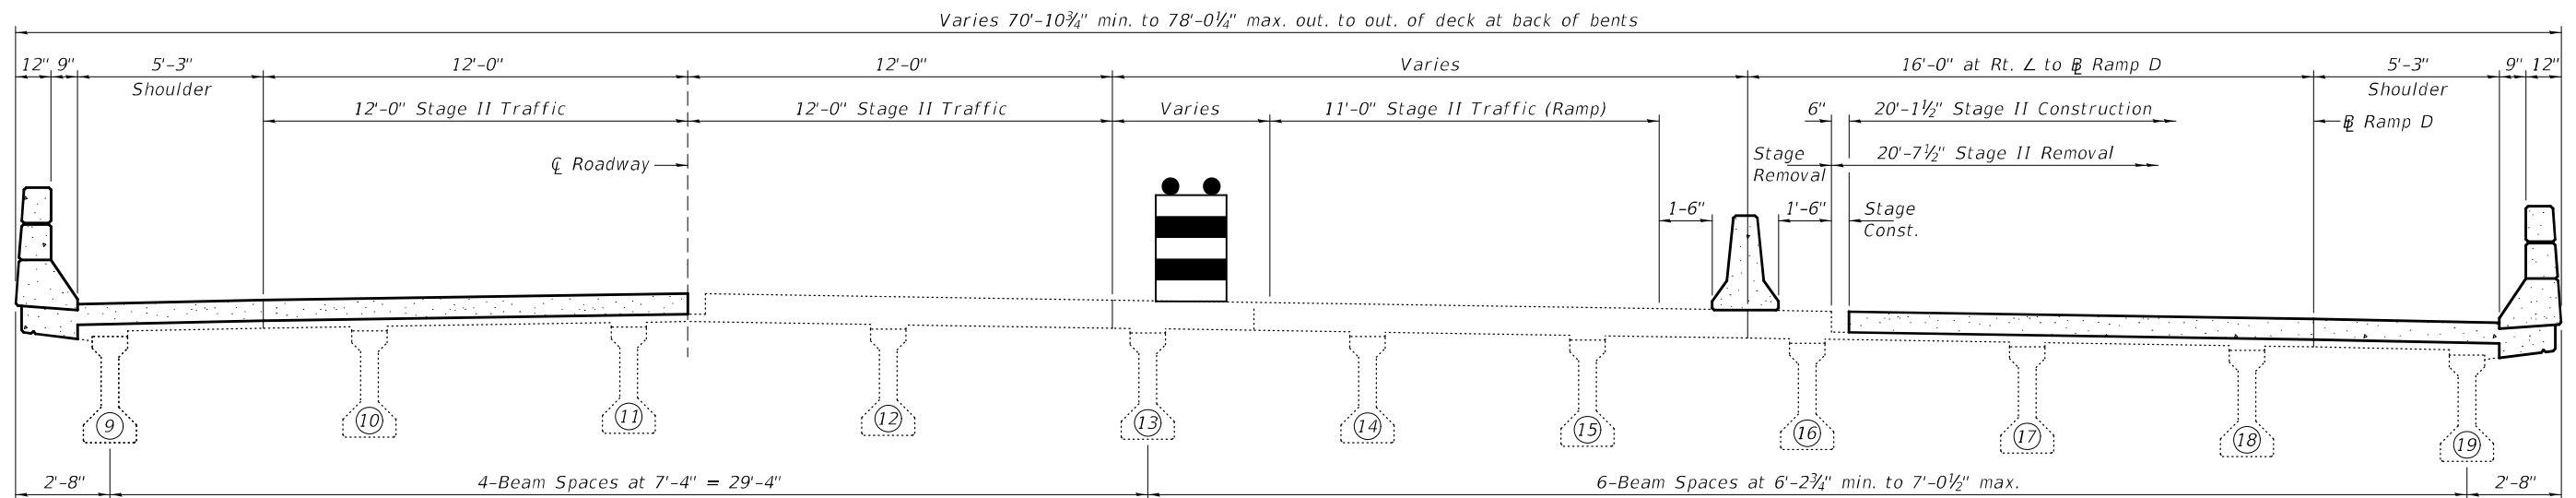 Varies 70'-10¾" min. to 78'-0¼" max. out. to out. of deck at back of bents
12" 9" 5'-3" 12'-0" 12'-0" Varies 16'-0" at Rt. ∠ to ℄ Ramp D 5'-3" 9" 12"
Shoulder Shoulder
12'-0" Stage II Traffic 12'-0" Stage II Traffic Varies 11'-0" Stage II Traffic (Ramp) 6" 20'-1½" Stage II Construction
℄ Ramp D
℄ Roadway Stage 20'-7½" Stage II Removal
Removal
1-6" 1'-6" Stage
Const.
9 10 11 12 13 14 15 16 17 18 19
2'-8" 4-Beam Spaces at 7'-4" = 29'-4" 6-Beam Spaces at 6'-2¾" min. to 7'-0½" max. 2'-8"